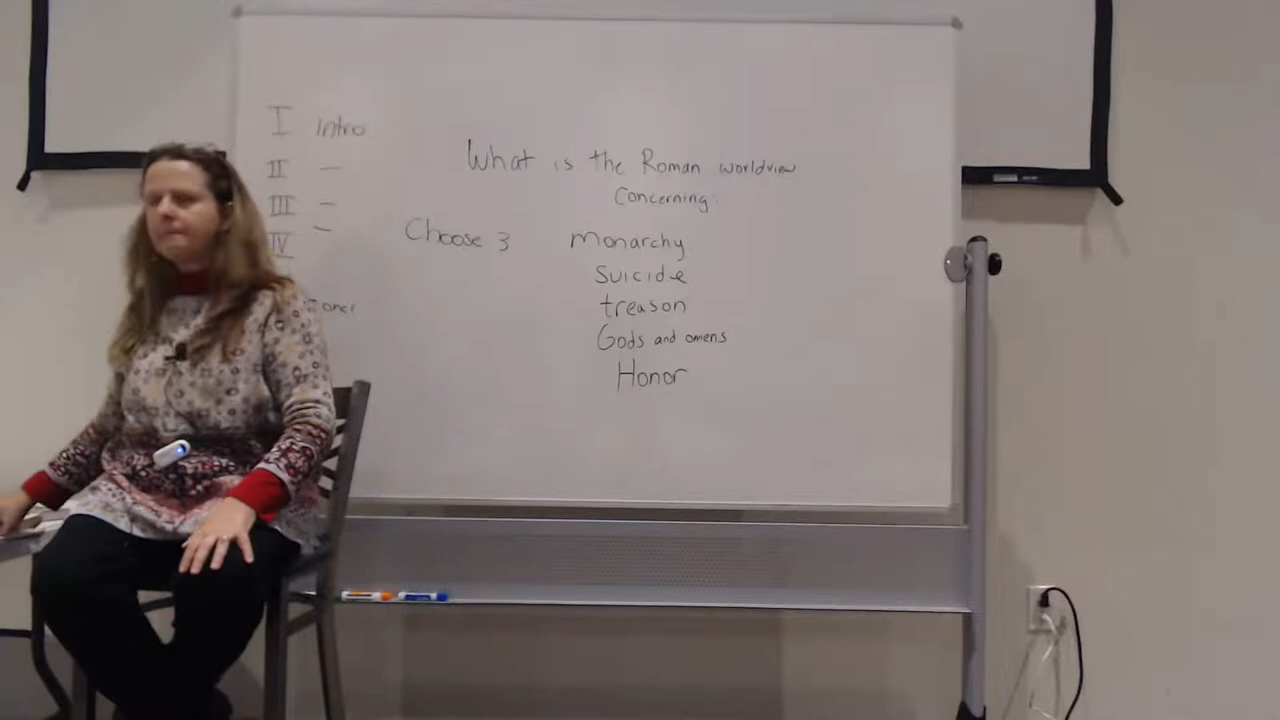 I Intro
II —
III –
IV –
What is the Roman worldview
Concerning:
Choose 3
Monarchy
Suicide
treason
Gods and omens
Honor